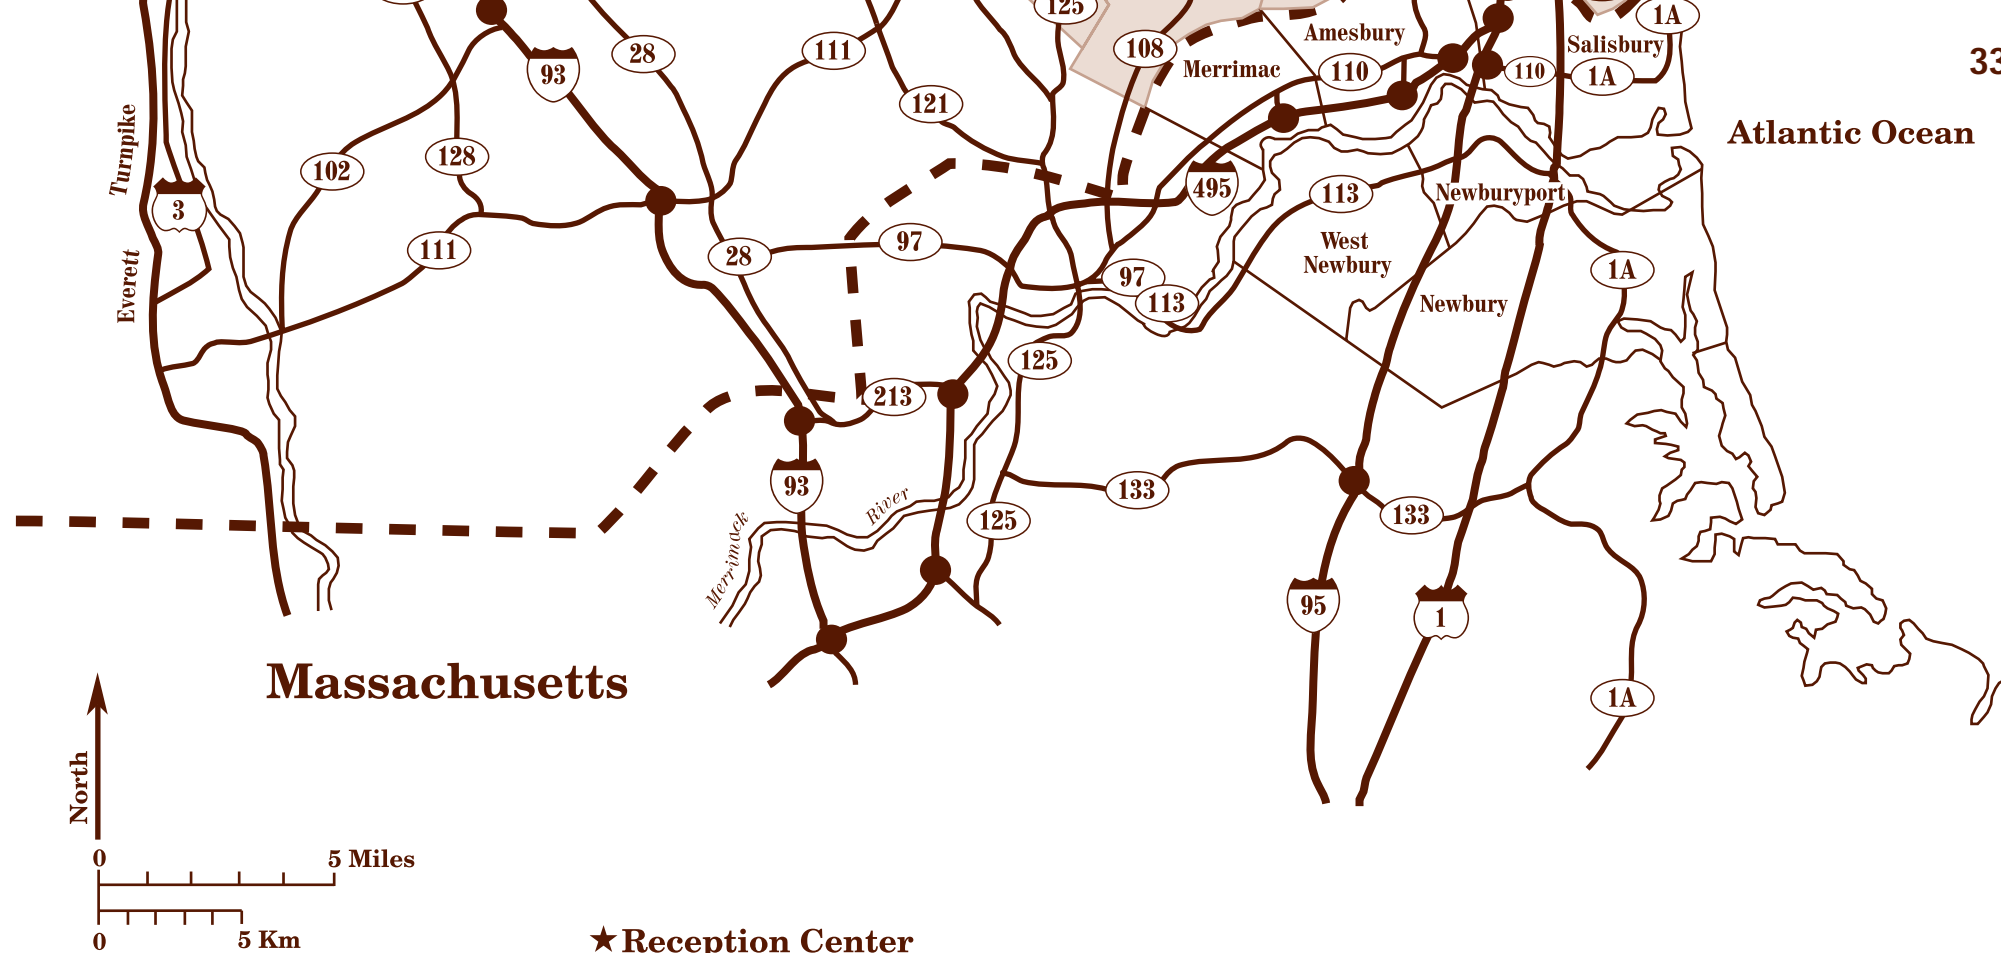 125
1A
Amesbury
Salisbury
28
111
108
33
93
Merrimac
110
110
1A
121
Atlantic Ocean
Turnpike
102
128
495
113
Newburyport
3
111
28
97
West
Newbury
1A
Everett
97
113
Newbury
125
213
93
133
River
125
133
Merrimack
95
1
Massachusetts
1A
North
0
5 Miles
0
5 Km
★Reception Center